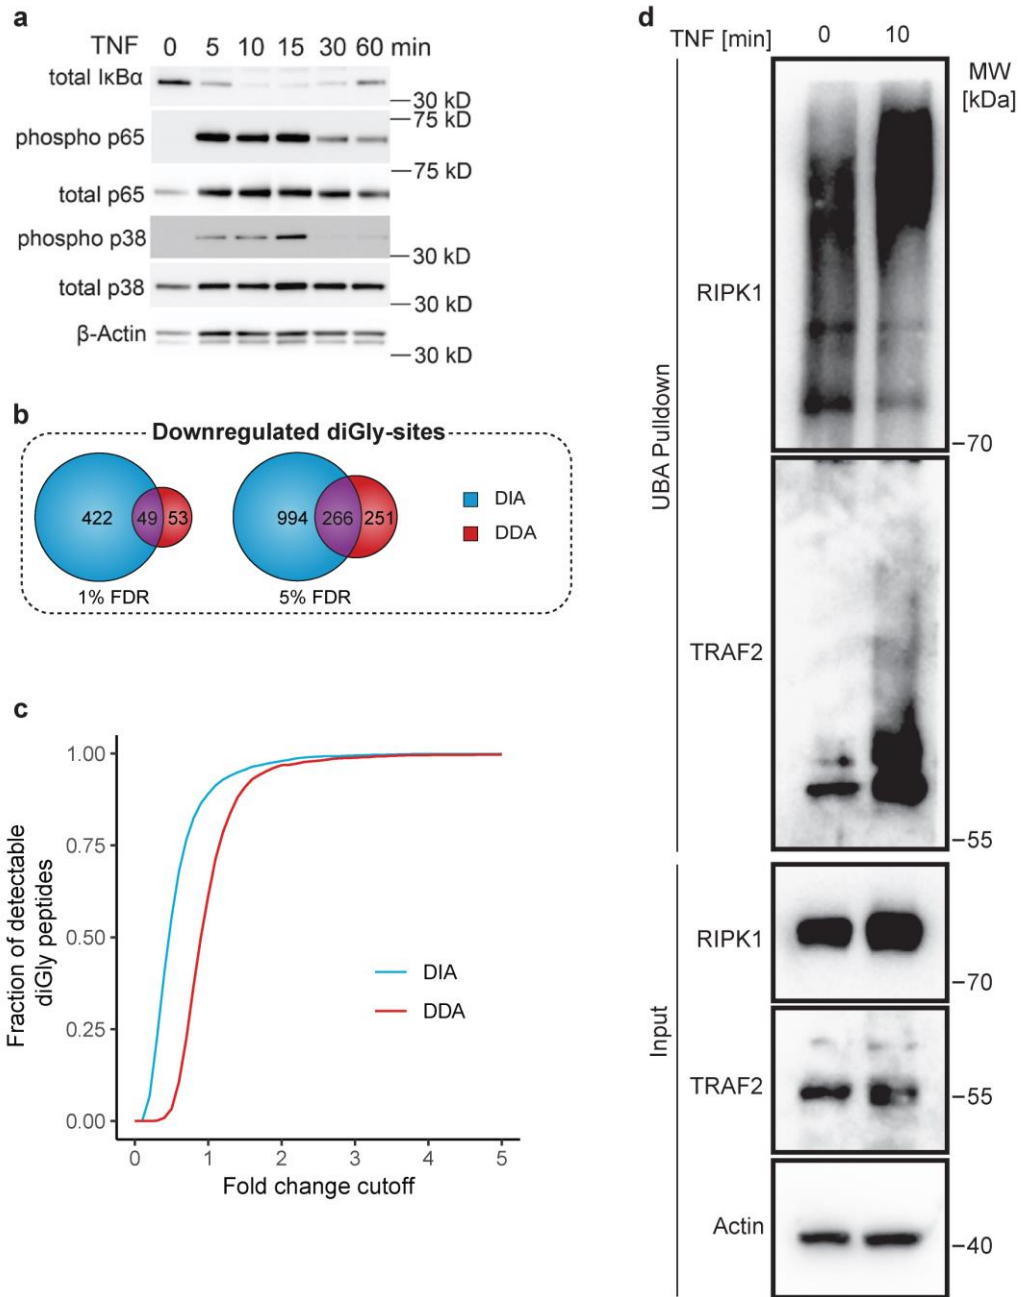 a
TNF 0 5 10 15 30 60 min
total IκBα
30 kD
75 kD
phospho p65
75 kD
total p65
phospho p38
30 kD
total p38
30 kD
β-Actin
30 kD
b
Downregulated diGly-sites
422 49 53
994 266 251
DIA
DDA
1% FDR
5% FDR
c
Fraction of detectable
diGly peptides
1.00
0.75
0.50
0.25
0.00
DIA
DDA
0 1 2 3 4 5
Fold change cutoff
d
TNF [min] 0 10
MW
[kDa]
UBA Pulldown
RIPK1
70
TRAF2
55
Input
RIPK1
70
TRAF2
55
Actin
40